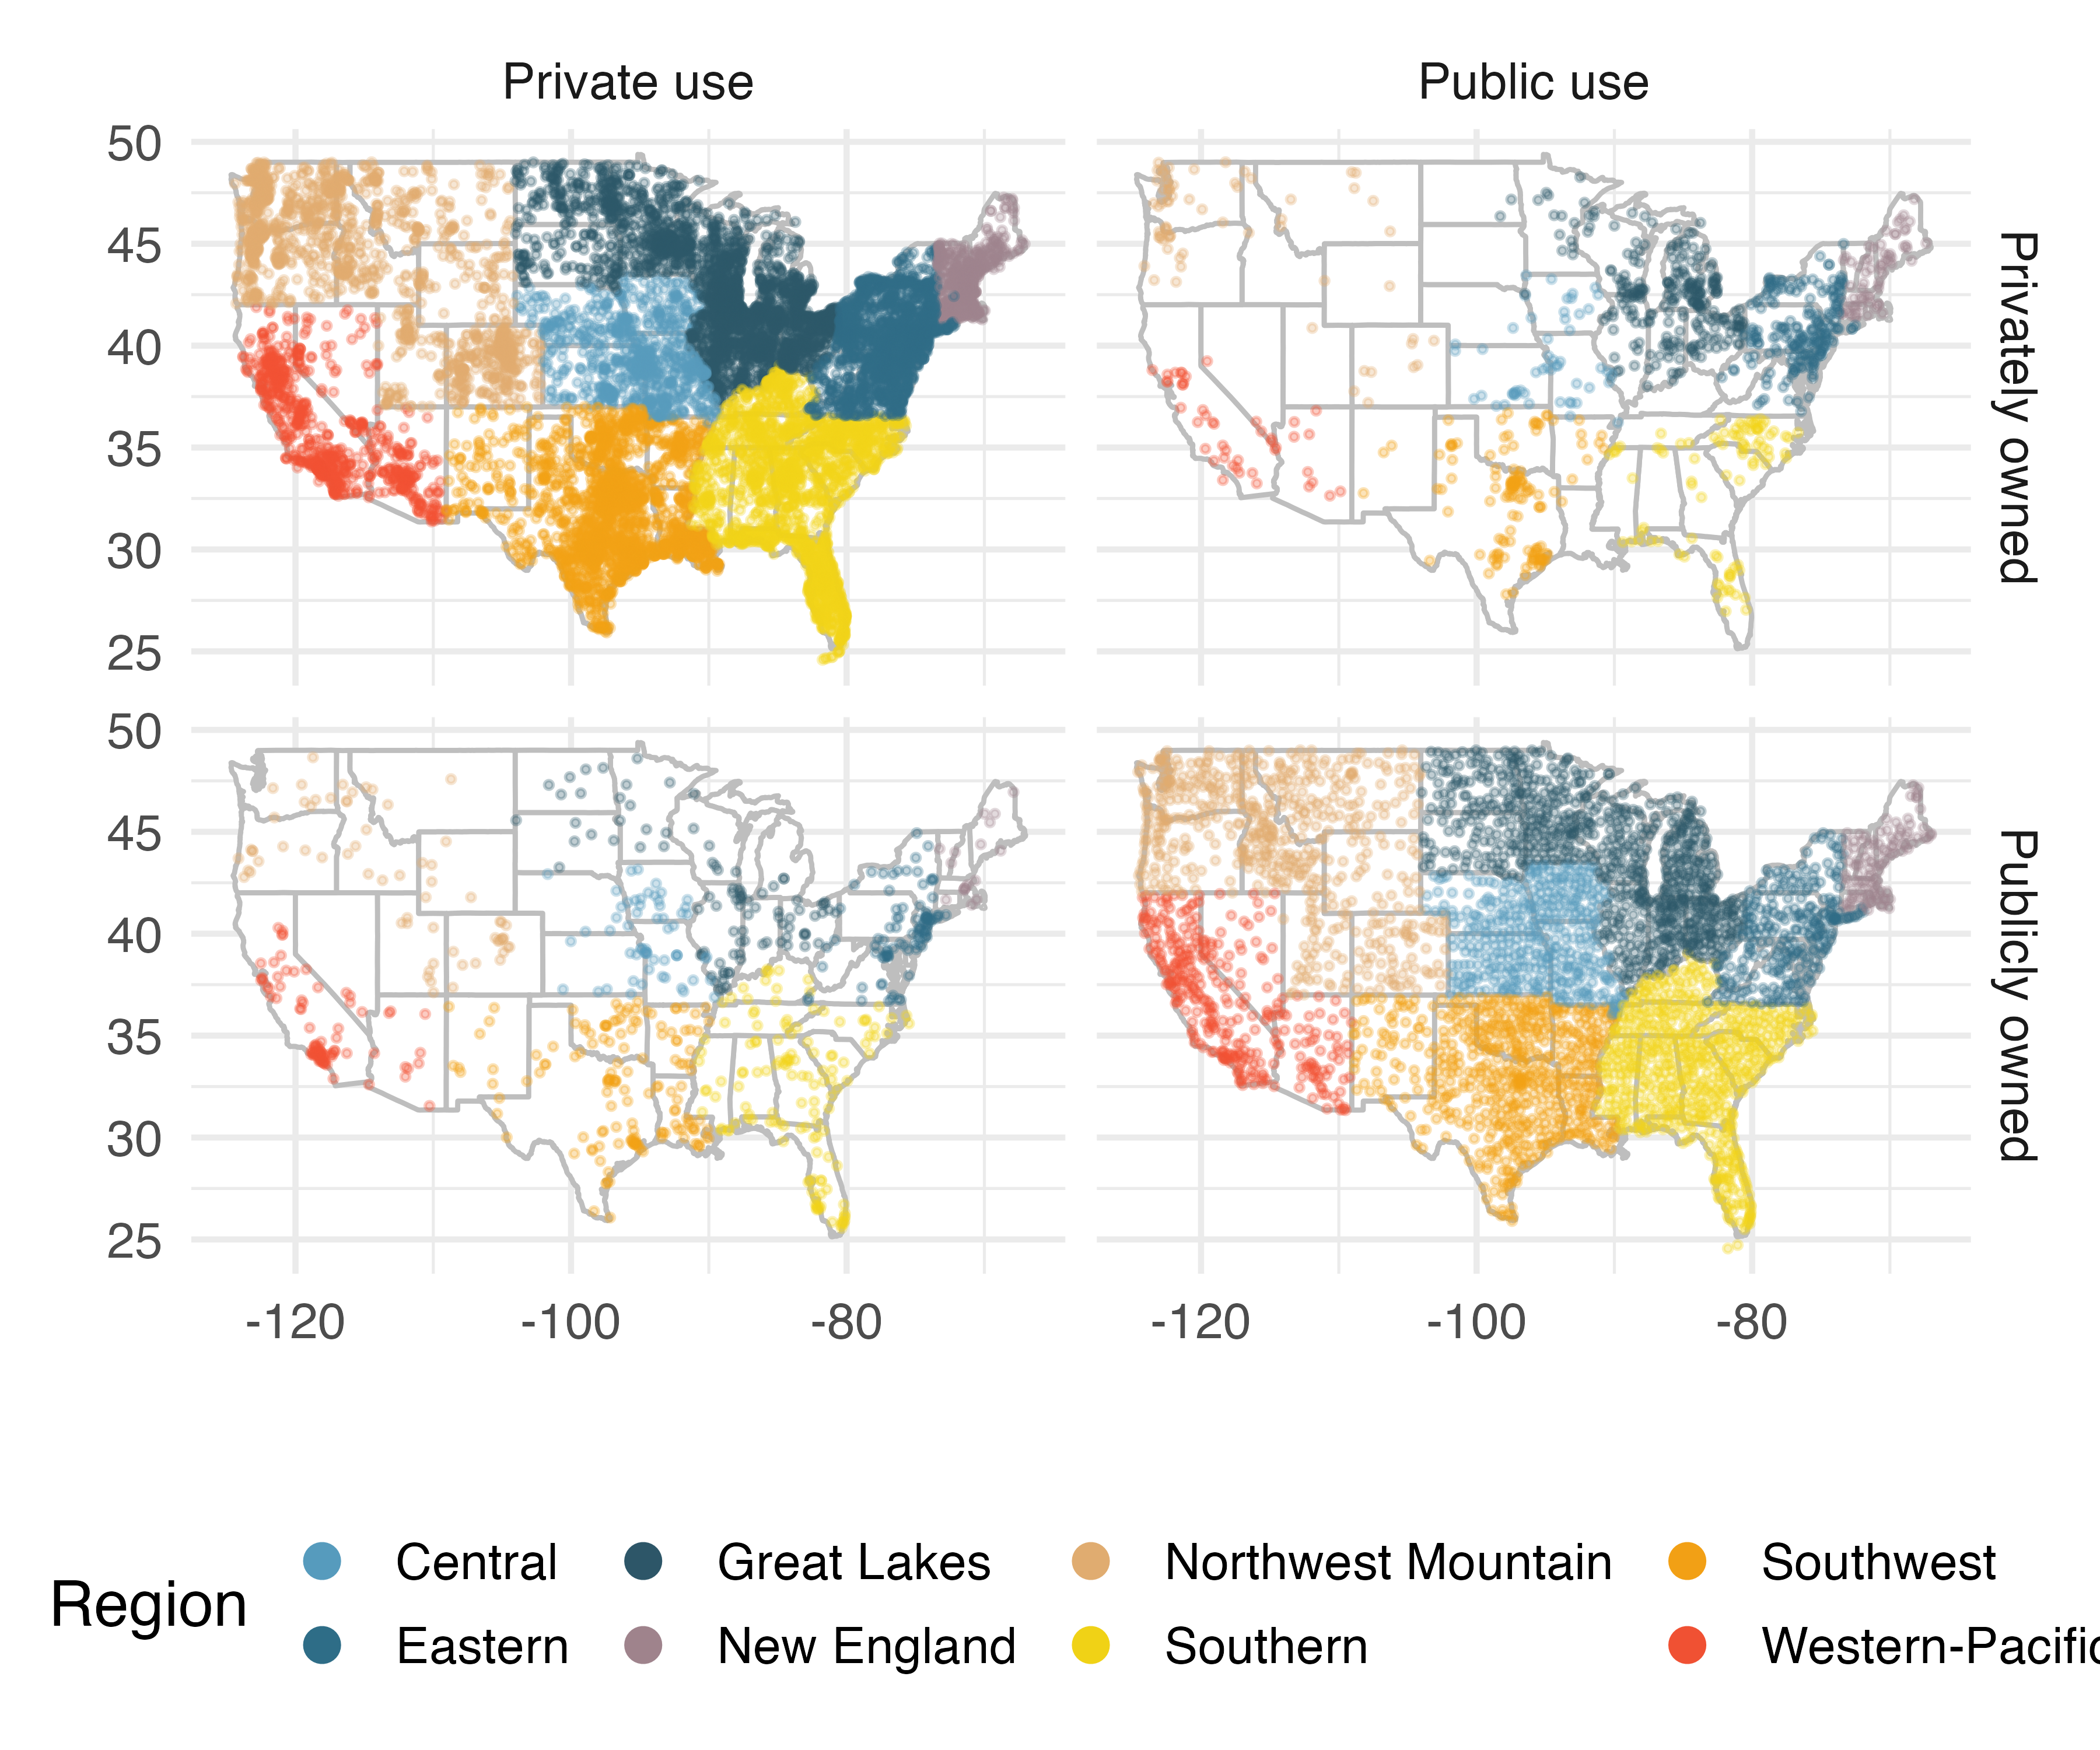 Private use
Public use
50
45
40
35
30
25
Privately owned
50
45
40
35
30
25
Publicly owned
-120
-100
-80
-120
-100
-80
Region
Central
Great Lakes
Northwest Mountain
Southwest
Eastern
New England
Southern
Western-Pacific